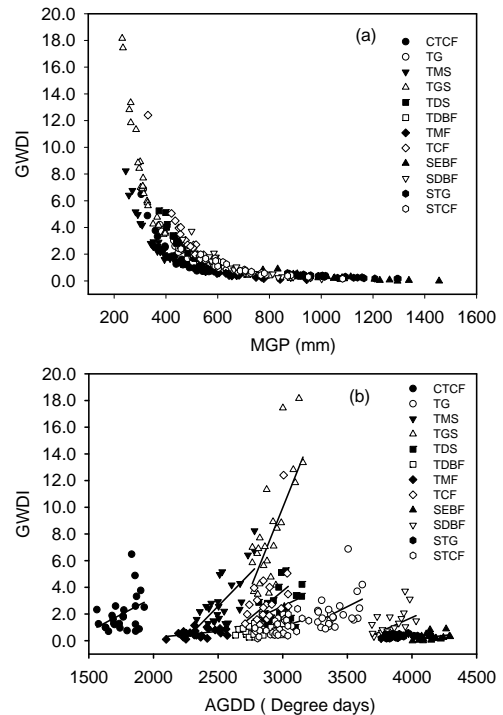 (a)
20.0
18.0
16.0
14.0
12.0
10.0
8.0
6.0
4.0
2.0
0.0
GWDI
CTCF
TG
TMS
TGS
TDS
TDBF
TMF
TCF
SEBF
SDBF
STG
STCF
200 400 600 800 1000 1200 1400 1600
MGP (mm)
(b)
20.0
18.0
16.0
14.0
12.0
10.0
8.0
6.0
4.0
2.0
0.0
GWDI
CTCF
TG
TMS
TGS
TDS
TDBF
TMF
TCF
SEBF
SDBF
STG
STCF
1500 2000 2500 3000 3500 4000 4500
AGDD ( Degree days)